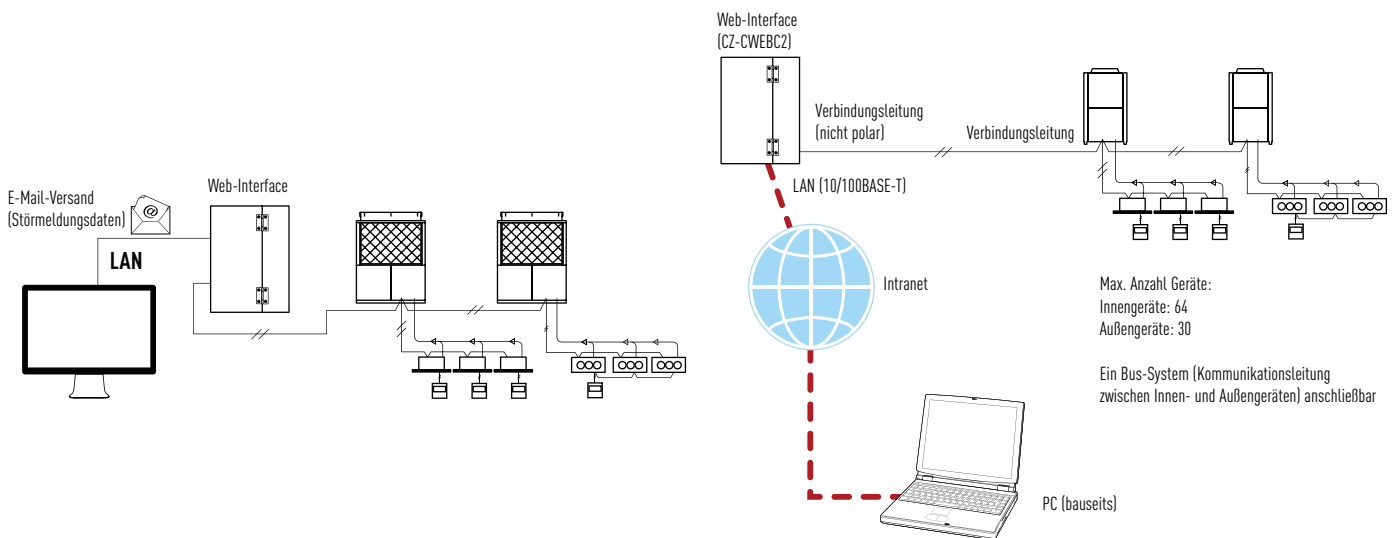 E-Mail-Versand
(Störmeldungsdaten)
@
Web-Interface
LAN
Web-Interface
(CZ-CWEBC2)
Verbindungsleitung
(nicht polar)
Verbindungsleitung
LAN (10/100BASE-T)
Intranet
Max. Anzahl Geräte:
Innengeräte: 64
Außengeräte: 30
Ein Bus-System (Kommunikationsleitung
zwischen Innen- und Außengeräten) anschließbar
PC (bauseits)